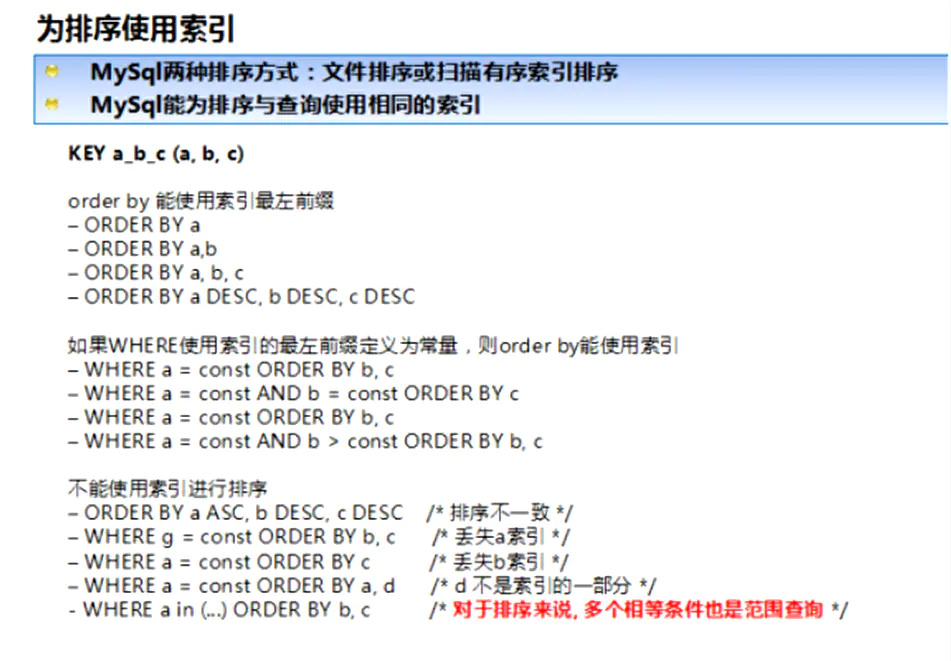 为排序使用索引
MySql两种排序方式：文件排序或扫描有序索引排序
MySql能为排序与查询使用相同的索引
KEY a_b_c (a, b, c)
order by 能使用索引最左前缀
– ORDER BY a
– ORDER BY a,b
– ORDER BY a, b, c
– ORDER BY a DESC, b DESC, c DESC
如果WHERE使用索引的最左前缀定义为常量，则order by能使用索引
– WHERE a = const ORDER BY b, c
– WHERE a = const AND b = const ORDER BY c
– WHERE a = const ORDER BY b, c
– WHERE a = const AND b > const ORDER BY b, c
不能使用索引进行排序
– ORDER BY a ASC, b DESC, c DESC /* 排序不一致 */
– WHERE g = const ORDER BY b, c /* 丢失a索引 */
– WHERE a = const ORDER BY c /* 丢失b索引 */
– WHERE a = const ORDER BY a, d /* d 不是索引的一部分 */
- WHERE a in (...) ORDER BY b, c /* 对于排序来说, 多个相等条件也是范围查询 */